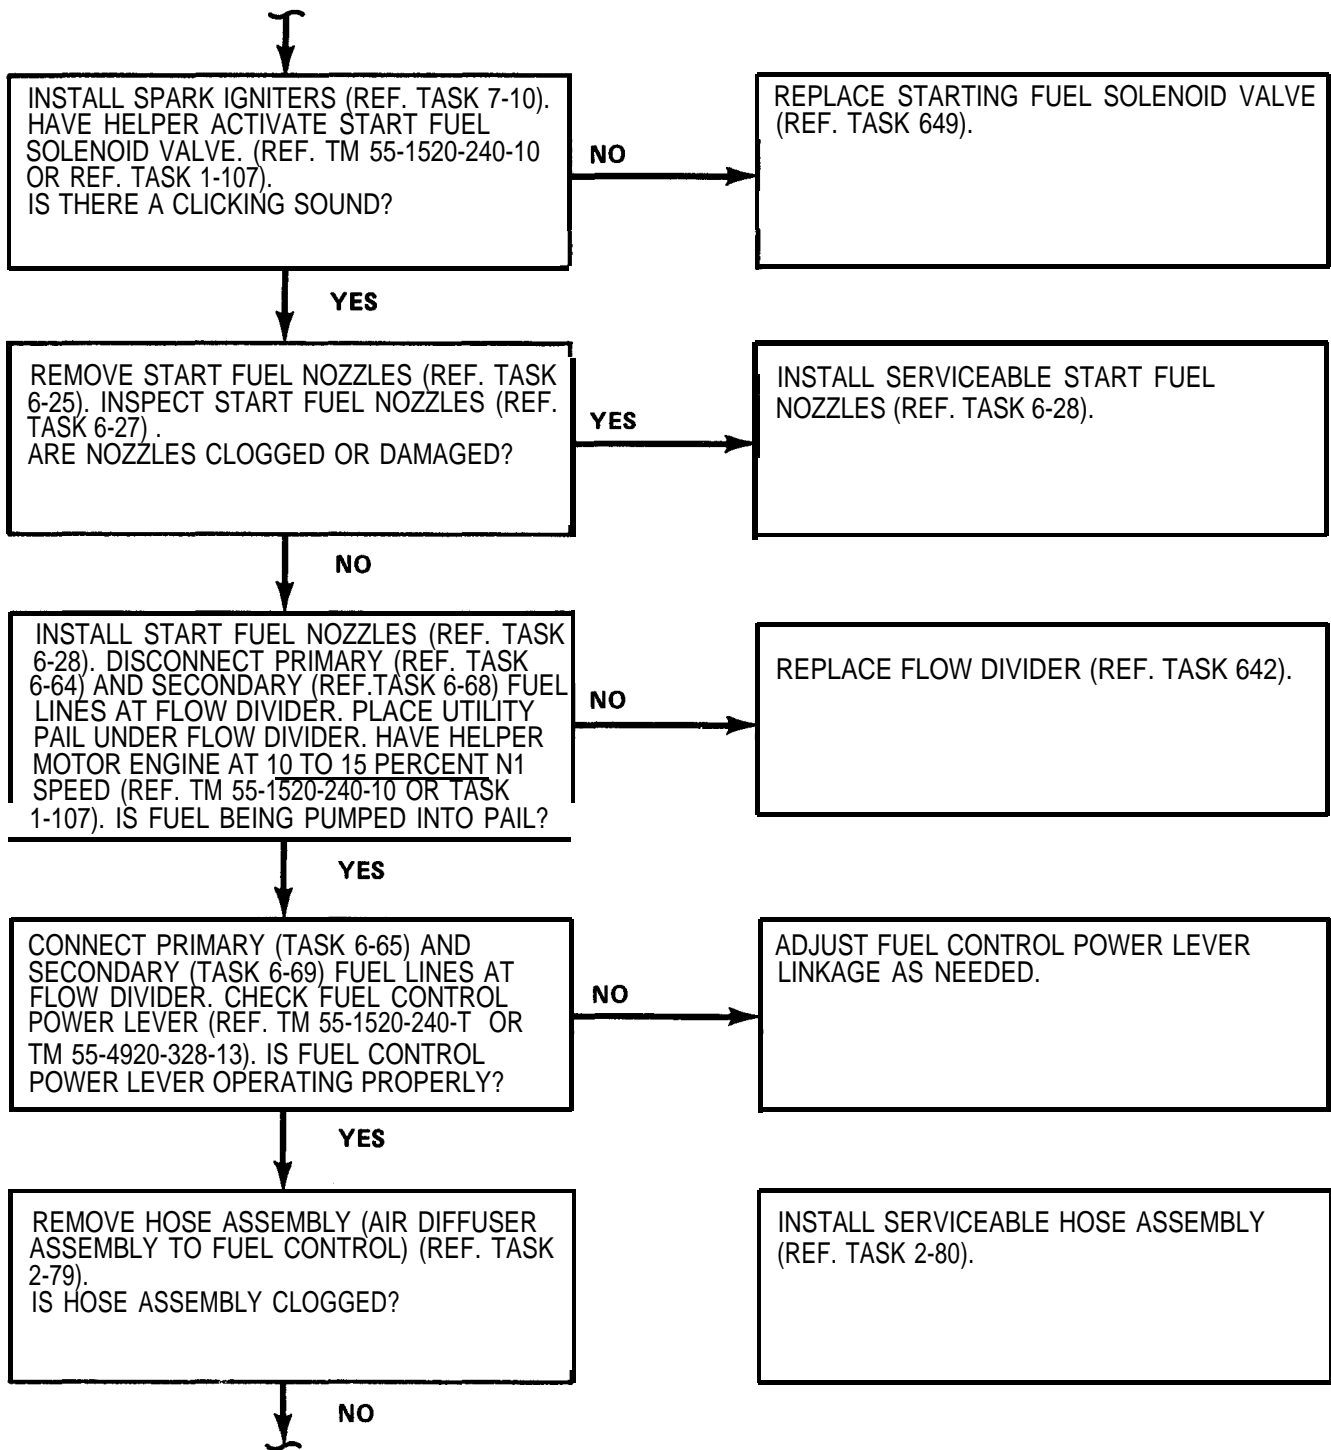 INSTALL SPARK IGNITERS (REF. TASK 7-10).
HAVE HELPER ACTIVATE START FUEL
SOLENOID VALVE. (REF. TM 55-1520-240-10
OR REF. TASK 1-107).
IS THERE A CLICKING SOUND?
NO
REPLACE STARTING FUEL SOLENOID VALVE
(REF. TASK 649).
YES
REMOVE START FUEL NOZZLES (REF. TASK
6-25). INSPECT START FUEL NOZZLES (REF.
TASK 6-27) .
ARE NOZZLES CLOGGED OR DAMAGED?
YES
INSTALL SERVICEABLE START FUEL
NOZZLES (REF. TASK 6-28).
NO
INSTALL START FUEL NOZZLES (REF. TASK
6-28). DISCONNECT PRIMARY (REF. TASK
6-64) AND SECONDARY (REF.TASK 6-68) FUEL
LINES AT FLOW DIVIDER. PLACE UTILITY
PAIL UNDER FLOW DIVIDER. HAVE HELPER
MOTOR ENGINE AT 10 TO 15 PERCENT N1
SPEED (REF. TM 55-1520-240-10 OR TASK
1-107). IS FUEL BEING PUMPED INTO PAIL?
NO
REPLACE FLOW DIVIDER (REF. TASK 642).
YES
CONNECT PRIMARY (TASK 6-65) AND
SECONDARY (TASK 6-69) FUEL LINES AT
FLOW DIVIDER. CHECK FUEL CONTROL
POWER LEVER (REF. TM 55-1520-240-T OR
TM 55-4920-328-13). IS FUEL CONTROL
POWER LEVER OPERATING PROPERLY?
NO
ADJUST FUEL CONTROL POWER LEVER
LINKAGE AS NEEDED.
YES
REMOVE HOSE ASSEMBLY (AIR DIFFUSER
ASSEMBLY TO FUEL CONTROL) (REF. TASK
2-79).
IS HOSE ASSEMBLY CLOGGED?
INSTALL SERVICEABLE HOSE ASSEMBLY
(REF. TASK 2-80).
NO